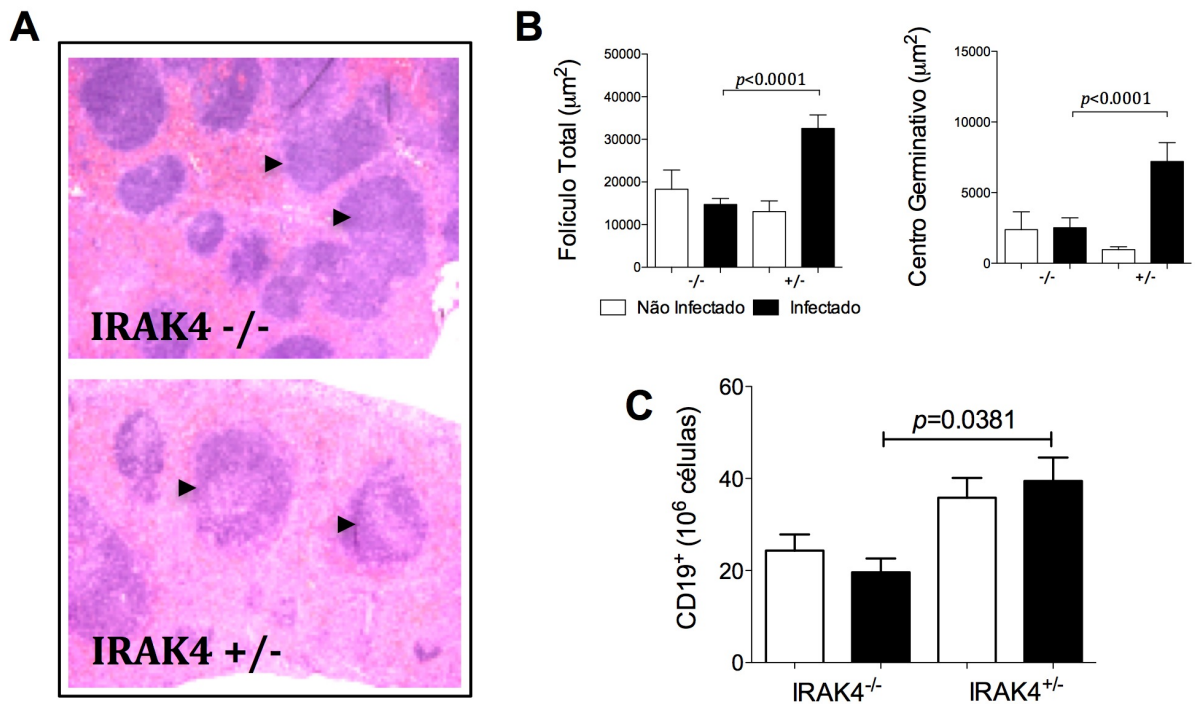 A
IRAK4 -/-
IRAK4 +/-
B
Folículo Total (μm²)
50000
40000
30000
20000
10000
0
p<0.0001
-/-
+/-
Centro Germinativo (μm²)
15000
10000
5000
0
p<0.0001
-/-
+/-
Não Infectado
Infectado
C
CD19⁺ (10⁶ células)
60
40
20
0
p=0.0381
IRAK4⁻/⁻
IRAK4⁺/⁻